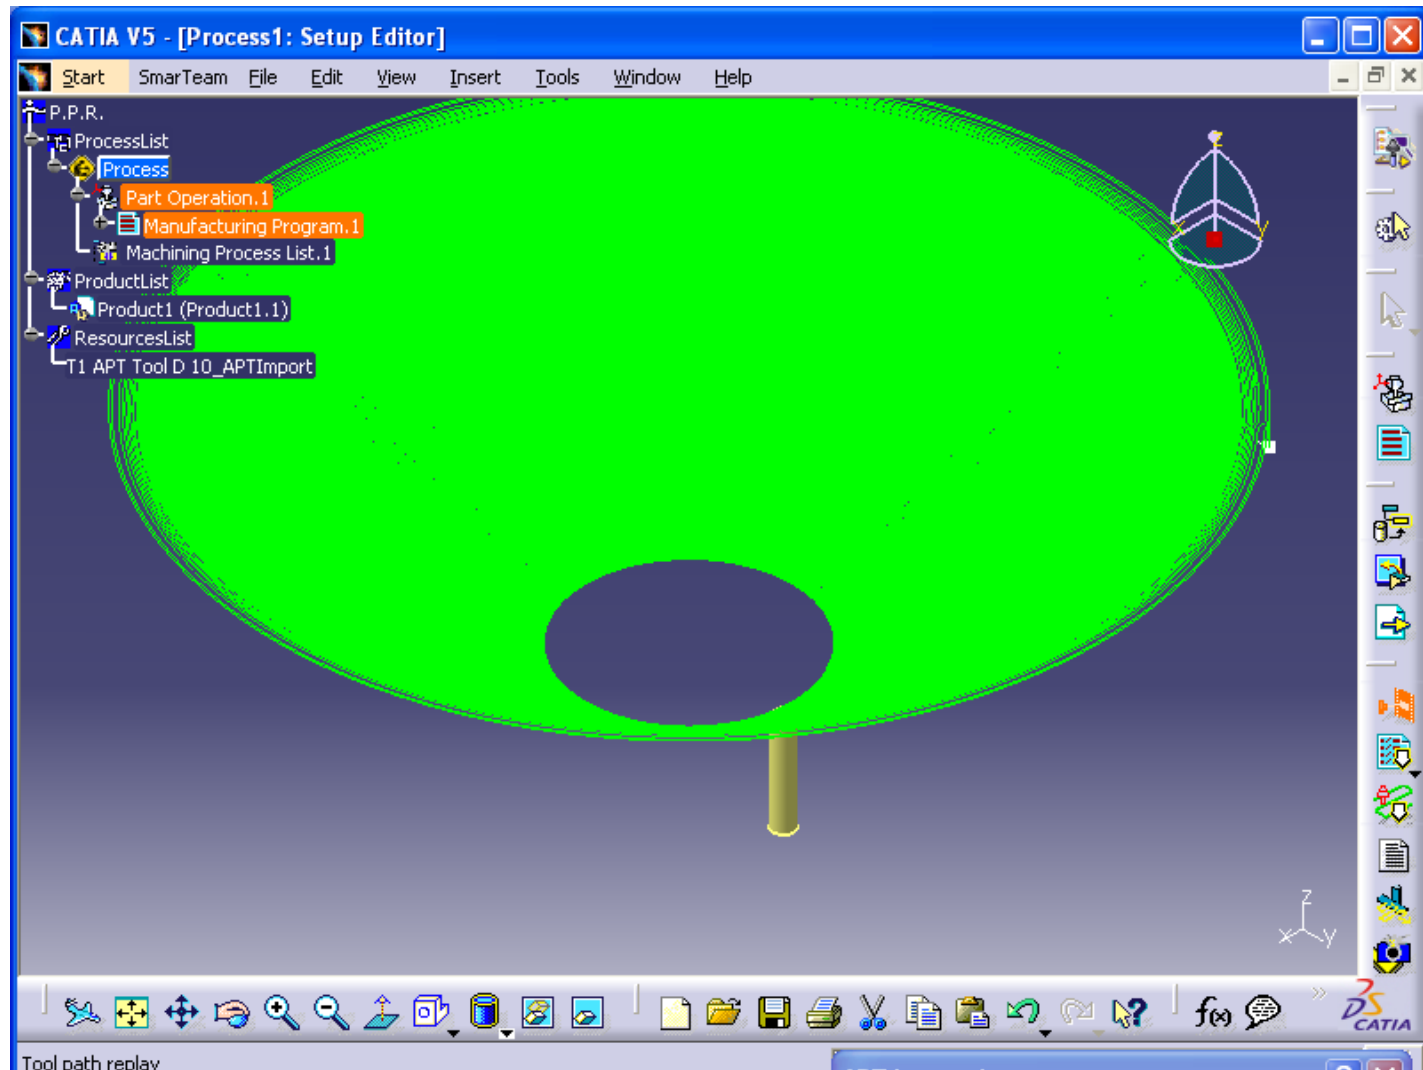 CATIA V5 - [Process1: Setup Editor]
Start SmarTeam File Edit View Insert Tools Window Help
P.P.R.
ProcessList
Process
Part Operation.1
Manufacturing Program.1
Machining Process List.1
ProductList
Product1 (Product1.1)
ResourcesList
T1 APT Tool D 10_APTImport
z
x y
z
x y
f(x)
CATIA
Tool path replay